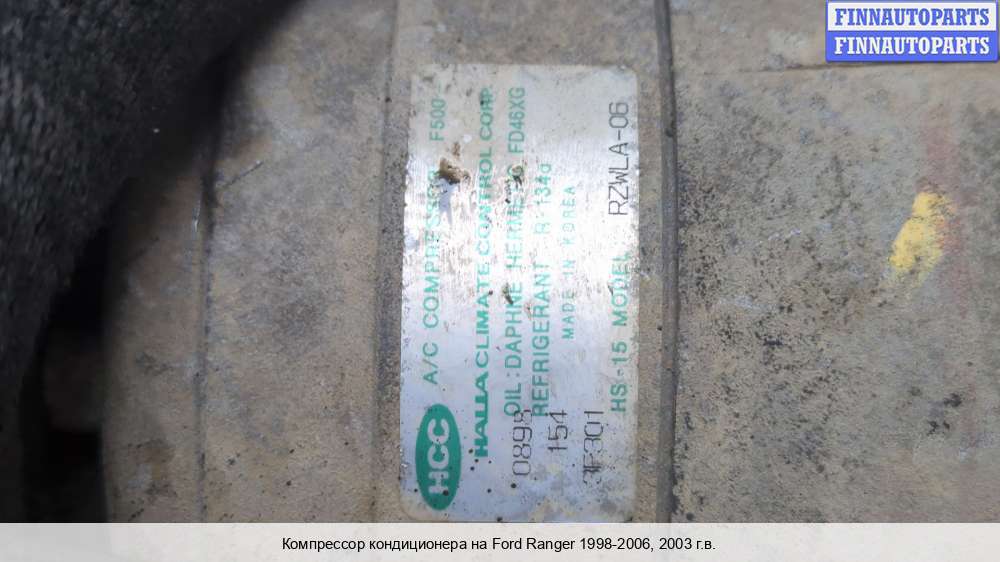 FINNAUTOPARTS
FINNAUTOPARTS
HCC
A/C COMPRESSOR F500
HALLA CLIMATE CONTROL CORP.
OIL:DAPHNE HERMETIC FD46XG
REFRIGERANT R-134a
MADE IN KOREA
0898
154
3F301
HS-15 MODEL RZWLA-06
Компрессор кондиционера на Ford Ranger 1998-2006, 2003 г.в.